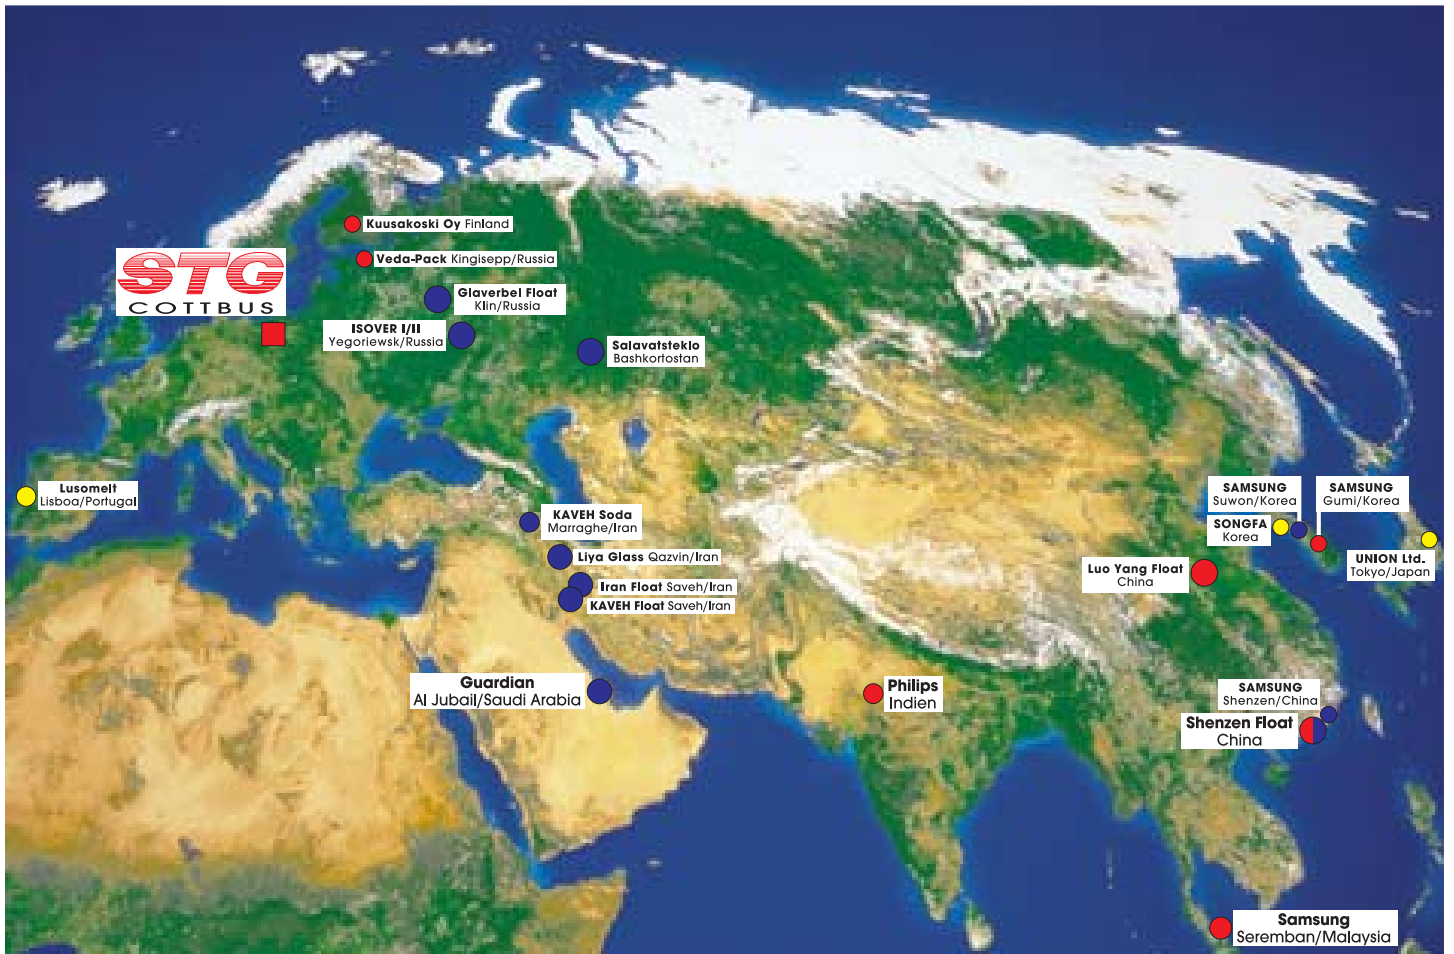 Kuusakoski Oy Finland
Veda-Pack Kingisepp/Russia
STG
COTTBUS
Glaverbel Float
Klin/Russia
ISOVER I/II
Yegoriewsk/Russia
Salavatsteklo
Bashkortostan
Lusomelt
Lisboa/Portugal
SAMSUNG
Suwon/Korea
SAMSUNG
Gumi/Korea
SONGFA
Korea
UNION Ltd.
Tokyo/Japan
KAVEH Soda
Marraghe/Iran
Liya Glass Qazvin/Iran
Iran Float Saveh/Iran
KAVEH Float Saveh/Iran
Luo Yang Float
China
Guardian
Al Jubail/Saudi Arabia
Philips
Indien
SAMSUNG
Shenzen/China
Shenzen Float
China
Samsung
Seremban/Malaysia